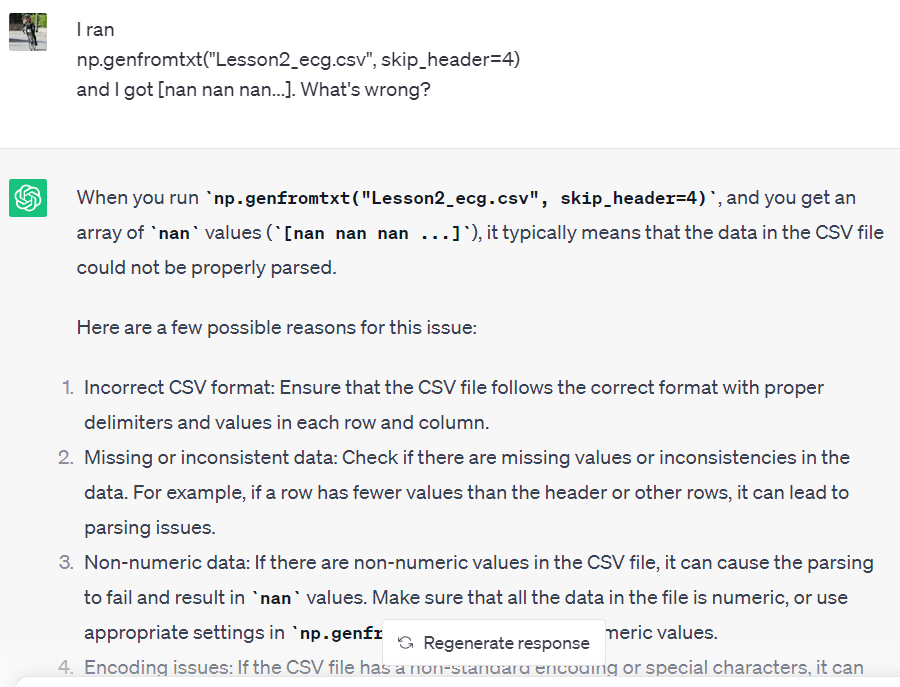 I ran
np.genfromtxt("Lesson2_ecg.csv", skip_header=4)
and I got [nan nan nan...]. What's wrong?
When you run `np.genfromtxt("Lesson2_ecg.csv", skip_header=4)`, and you get an
array of `nan` values (`[nan nan nan ...]`), it typically means that the data in the CSV file
could not be properly parsed.
Here are a few possible reasons for this issue:
1. Incorrect CSV format: Ensure that the CSV file follows the correct format with proper
delimiters and values in each row and column.
2. Missing or inconsistent data: Check if there are missing values or inconsistencies in the
data. For example, if a row has fewer values than the header or other rows, it can lead to
parsing issues.
3. Non-numeric data: If there are non-numeric values in the CSV file, it can cause the parsing
to fail and result in `nan` values. Make sure that all the data in the file is numeric, or use
appropriate settings in `np.genfr meric values.
Regenerate response
4. Encoding issues: If the CSV file has a non-standard encoding or special characters, it can